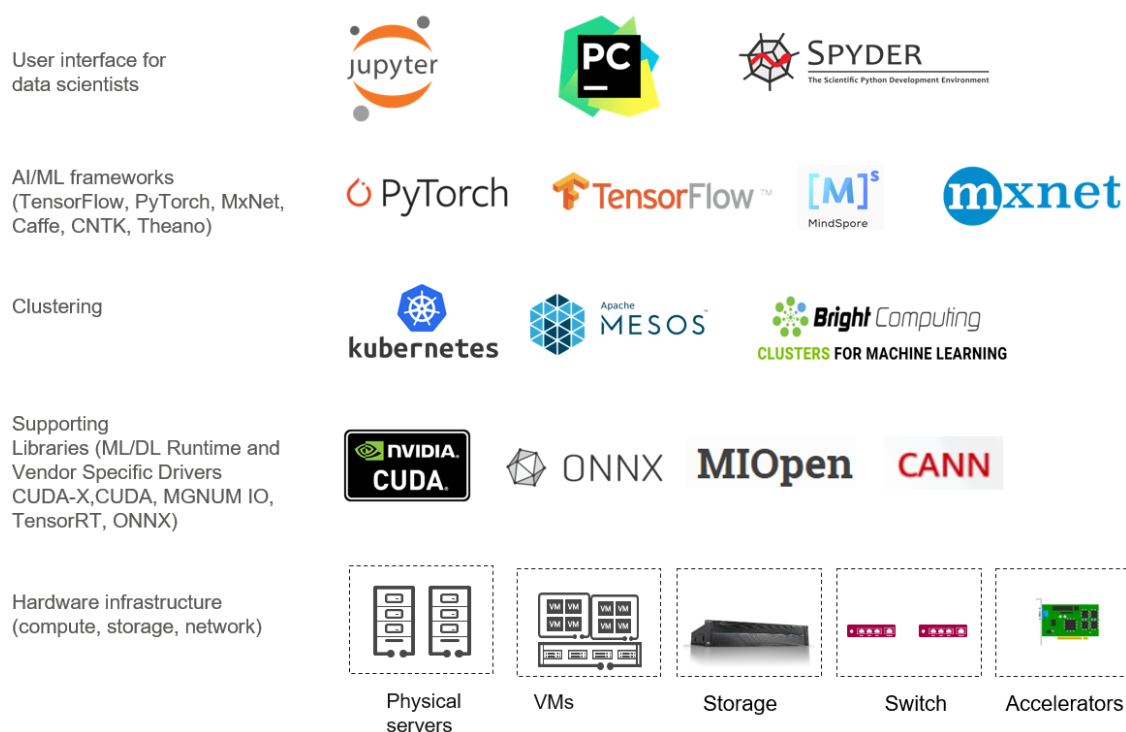 User interface for
data scientists
jupyter
PC
SPYDER
The Scientific Python Development Environment
AI/ML frameworks
(TensorFlow, PyTorch, MxNet,
Caffe, CNTK, Theano)
PyTorch
TensorFlow ™
[M]s
MindSpore
mxnet
Clustering
kubernetes
Apache
MESOS™
Bright Computing
CLUSTERS FOR MACHINE LEARNING
Supporting
Libraries (ML/DL Runtime and
Vendor Specific Drivers
CUDA-X,CUDA, MGNUM IO,
TensorRT, ONNX)
NVIDIA.
CUDA.
ONNX
MIOpen
CANN
Hardware infrastructure
(compute, storage, network)
VM VM VM VM
VM VM VM VM
Physical
servers
VMs
Storage
Switch
Accelerators